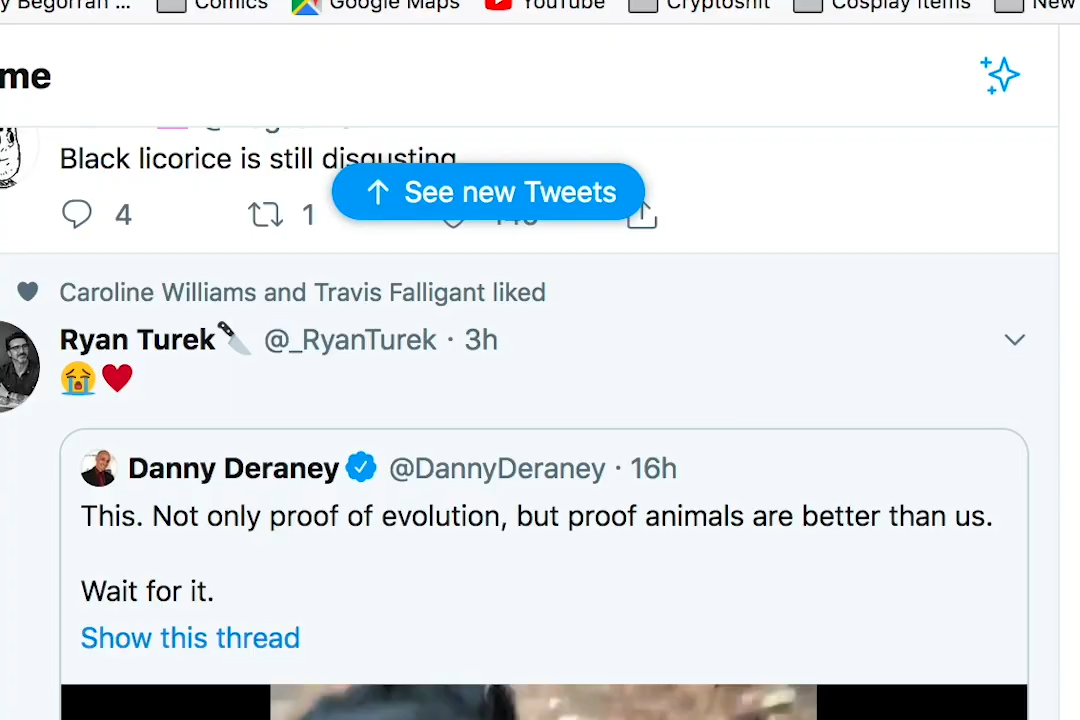 Begorrah ... Comics Google Maps YouTube Cryptoshit Cosplay items New
me
Black licorice is still disgusting
See new Tweets
4 1
Caroline Williams and Travis Falligant liked
Ryan Turek🔪 @_RyanTurek · 3h
😭❤️
Danny Deraney @DannyDeraney · 16h
This. Not only proof of evolution, but proof animals are better than us.
Wait for it.
Show this thread